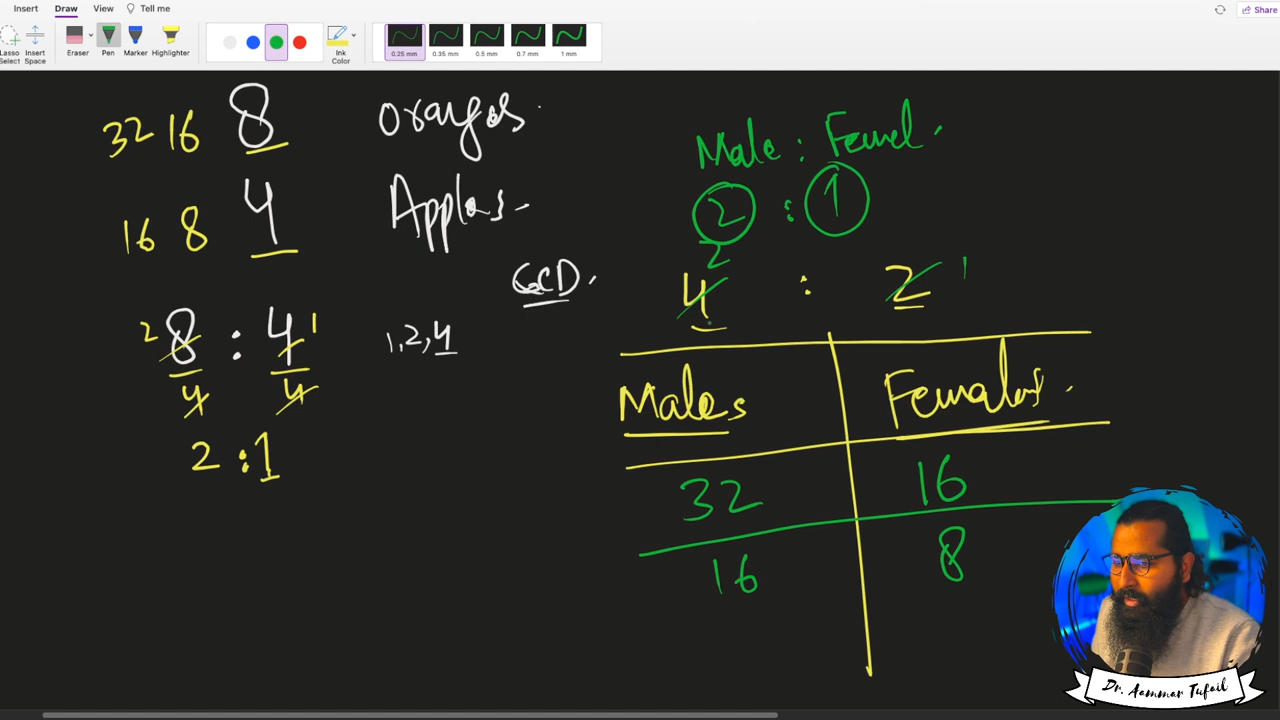 Insert Draw View Tell me
Share
Lasso Select
Insert Space
Eraser
Pen
Marker
Highlighter
Ink Color
0.25 mm
0.35 mm
0.5 mm
0.7 mm
1 mm
32 16 8 oranges.
16 8 4 Apples.
8 : 4
2 1
4 4
2 : 1
GCD.
1, 2, 4
Male : Femal.
2 : 1
4 : 2
2 1
Males Females.
32 16
16 8
Dr. Aammar Tufail